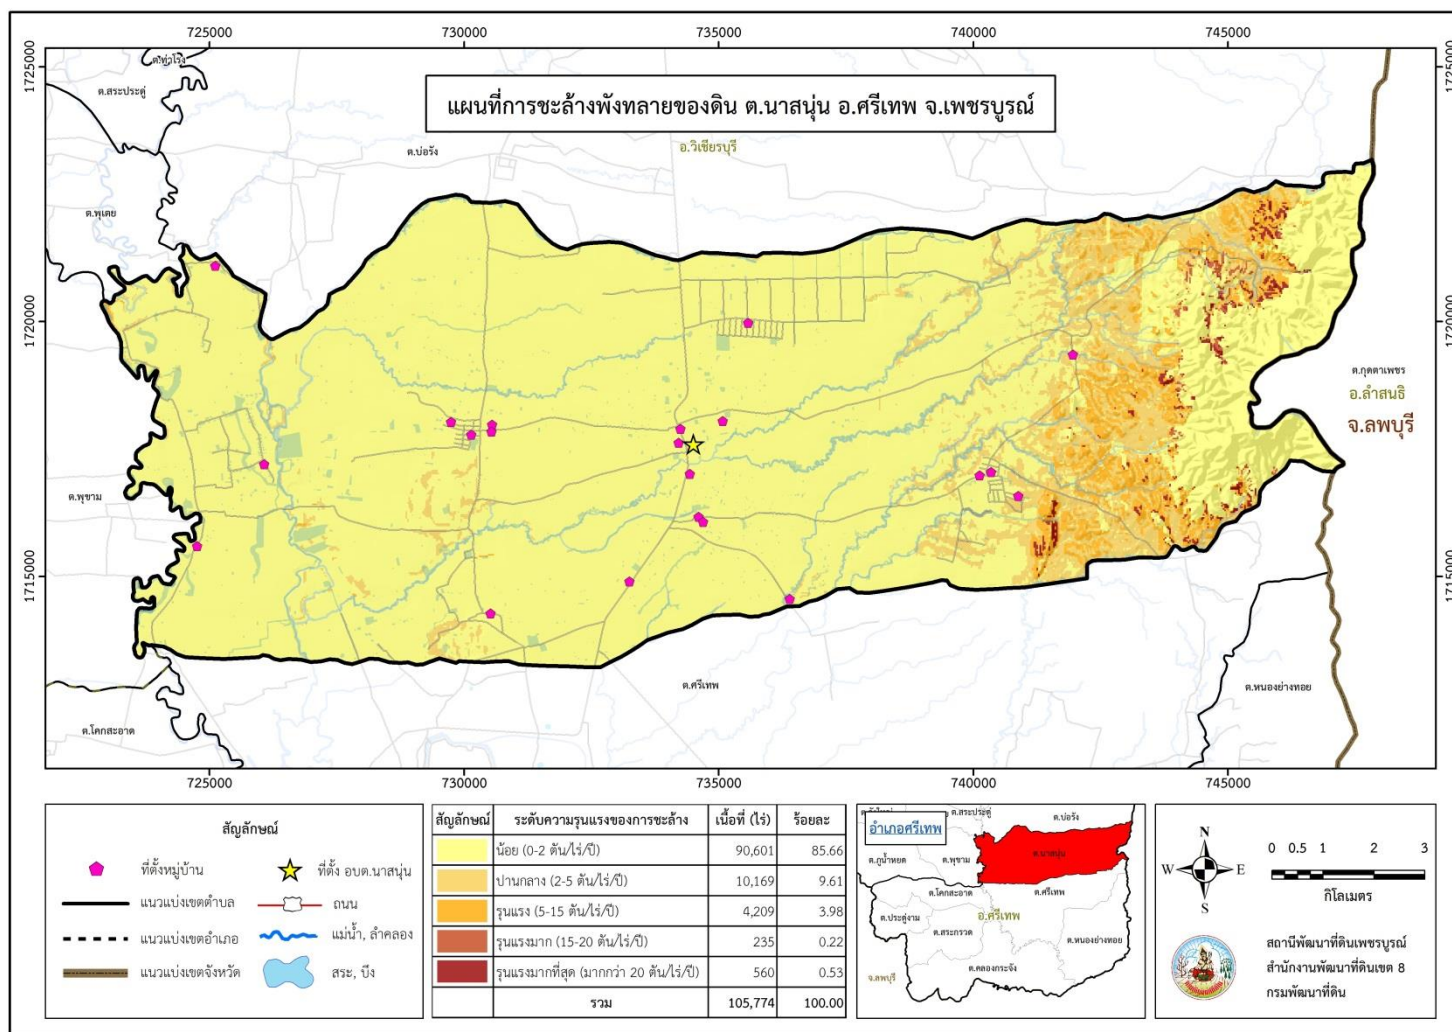 725000 730000 735000 740000 745000
1725000 1725000
ต.ท่าโรง
ต.สระประดู่
แผนที่การชะล้างพังทลายของดิน ต.นาสนุ่น อ.ศรีเทพ จ.เพชรบูรณ์
อ.วิเชียรบุรี
ต.บ่อรัง
ต.พุเตย
1720000 1720000
ต.กุดตาเพชร
อ.ลำสนธิ
จ.ลพบุรี
ต.พุขาม
1715000 1715000
ต.ศรีเทพ
ต.หนองย่างทอย
ต.โคกสะอาด
725000 730000 735000 740000 745000
สัญลักษณ์
ที่ตั้งหมู่บ้าน
ที่ตั้ง อบต.นาสนุ่น
แนวแบ่งเขตตำบล
ถนน
แนวแบ่งเขตอำเภอ
แม่น้ำ, ลำคลอง
แนวแบ่งเขตจังหวัด
สระ, บึง
สัญลักษณ์ ระดับความรุนแรงของการชะล้าง เนื้อที่ (ไร่) ร้อยละ
น้อย (0-2 ตัน/ไร่/ปี) 90,601 85.66
ปานกลาง (2-5 ตัน/ไร่/ปี) 10,169 9.61
รุนแรง (5-15 ตัน/ไร่/ปี) 4,209 3.98
รุนแรงมาก (15-20 ตัน/ไร่/ปี) 235 0.22
รุนแรงมากที่สุด (มากกว่า 20 ตัน/ไร่/ปี) 560 0.53
รวม 105,774 100.00
อำเภอศรีเทพ
ต.สระประดู่
ต.บ่อรัง
ต.นาสนุ่น
ต.ภูน้ำหยด
ต.พุขาม
ต.โคกสะอาด
ต.ศรีเทพ
ต.ประดู่งาม
อ.ศรีเทพ
ต.สระกรวด
ต.หนองย่างทอย
ต.คลองกระจัง
จ.ลพบุรี
N
W E
S
0 0.5 1 2 3
กิโลเมตร
สถานีพัฒนาที่ดินเพชรบูรณ์
สำนักงานพัฒนาที่ดินเขต 8
กรมพัฒนาที่ดิน